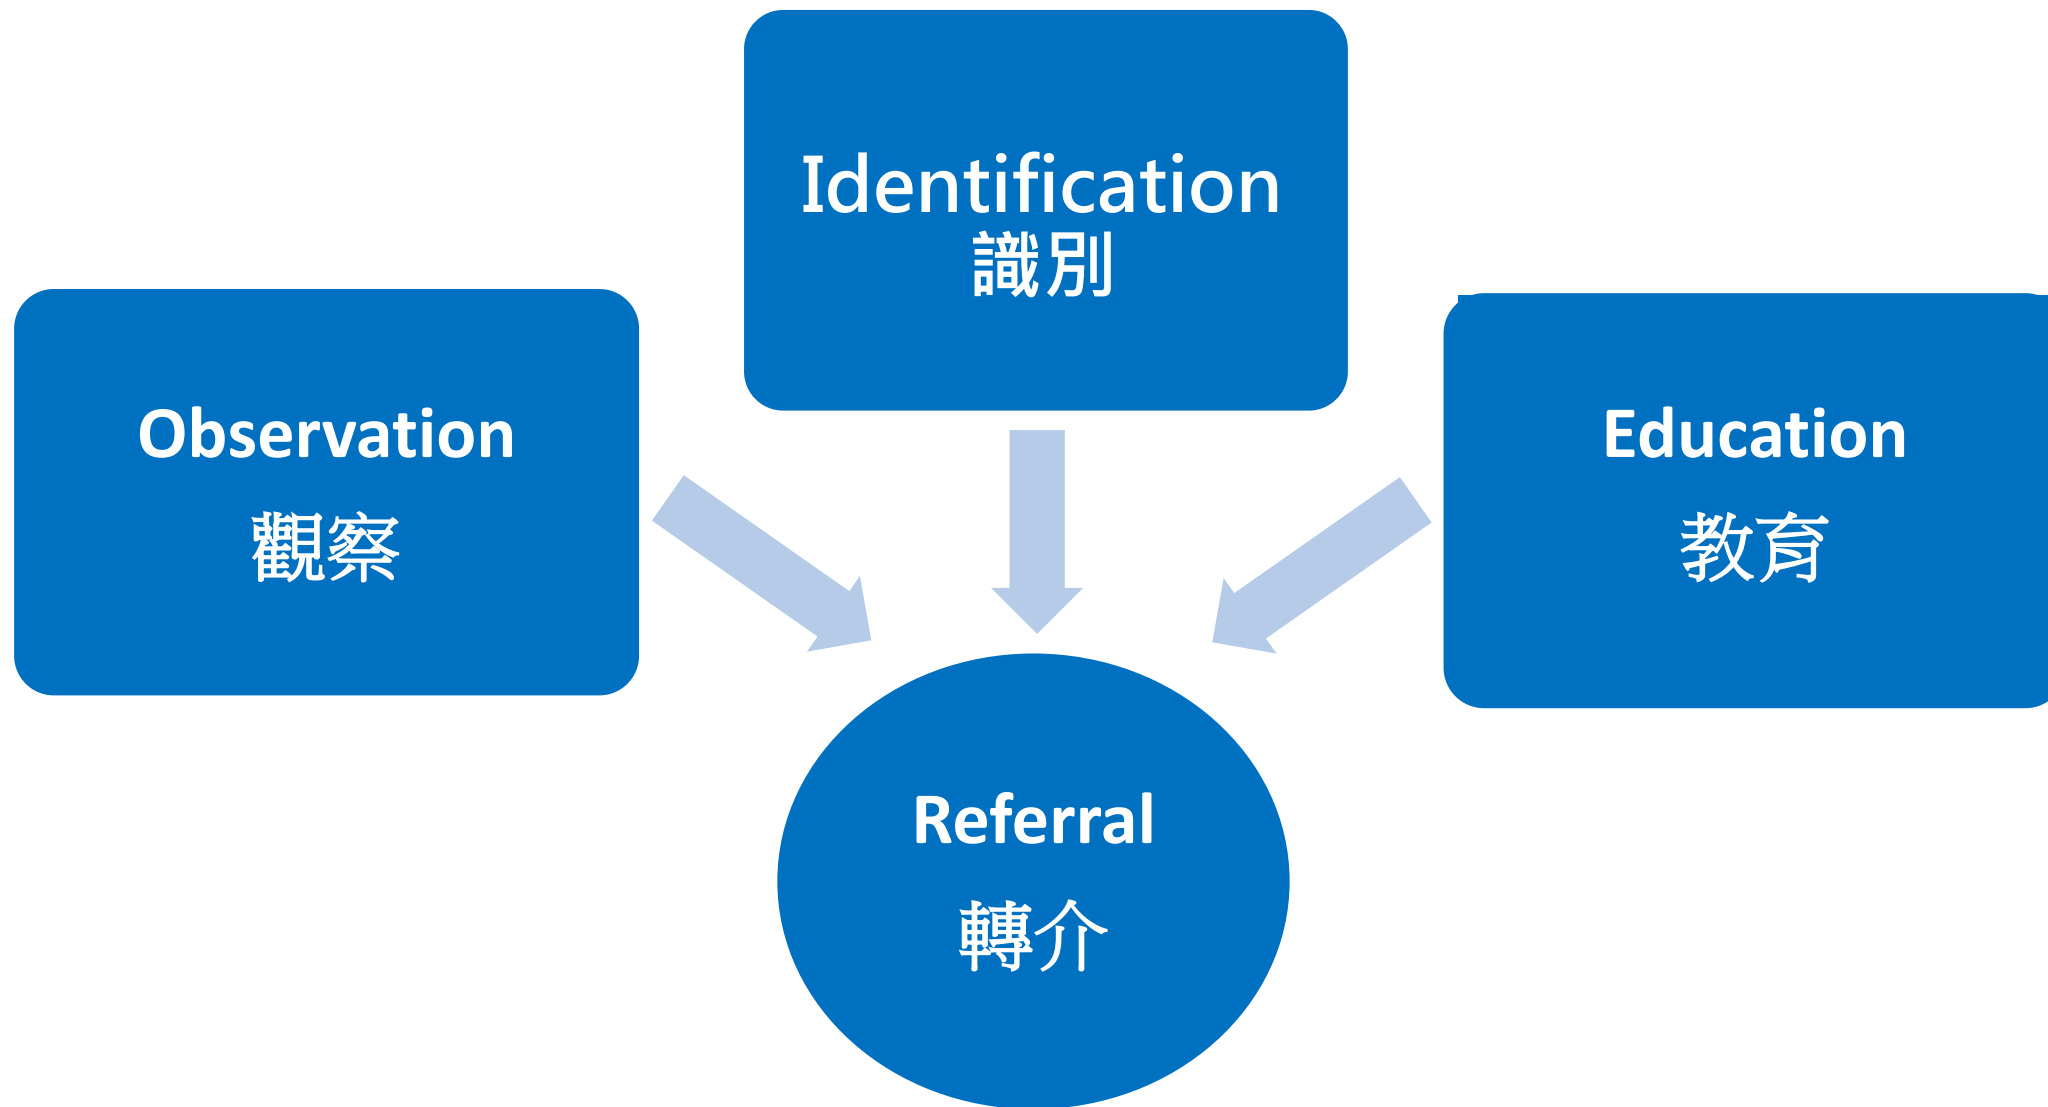 Identification
識別
Observation
觀察
Education
教育
Referral
轉介